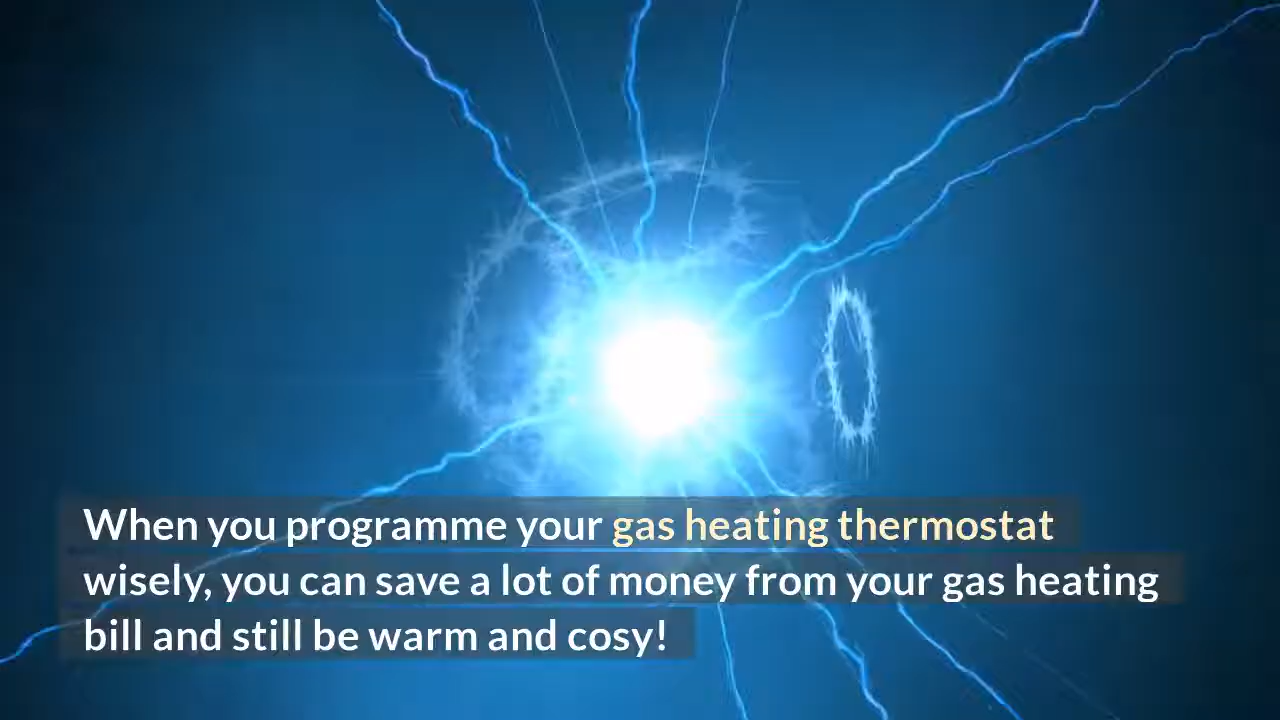 When you programme your gas heating thermostat
wisely, you can save a lot of money from your gas heating
bill and still be warm and cosy!